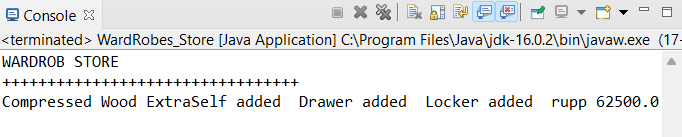 Console
<terminated> WardRobes_Store [Java Application] C:\Program Files\Java\jdk-16.0.2\bin\javaw.exe (17-
WARDROB STORE
++++++++++++++++++++++++++++++++++
Compressed Wood ExtraSelf added  Drawer added  Locker added  rupp 62500.0